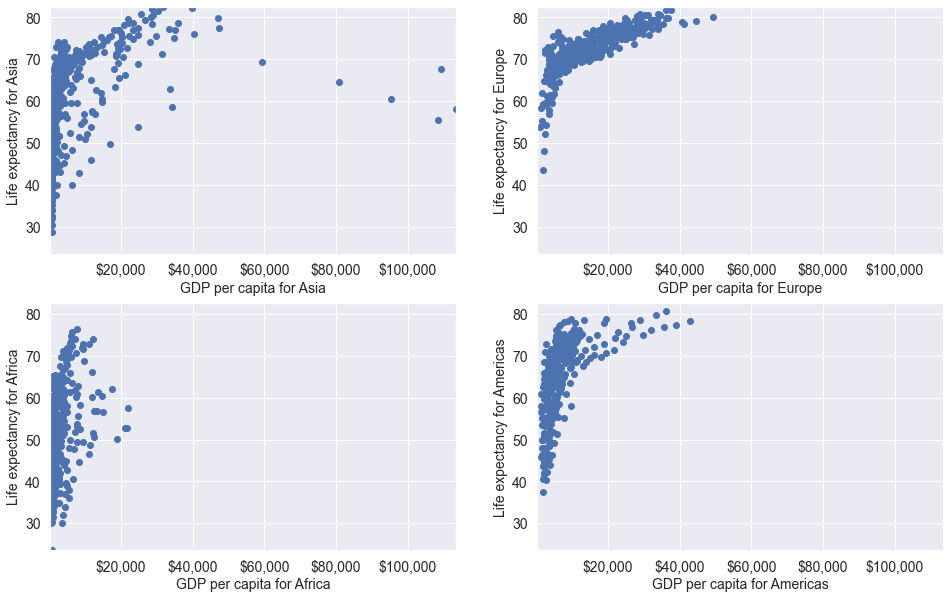 80
70
60
50
40
30
Life expectancy for Asia
$20,000 $40,000 $60,000 $80,000 $100,000
GDP per capita for Asia
80
70
60
50
40
30
Life expectancy for Europe
$20,000 $40,000 $60,000 $80,000 $100,000
GDP per capita for Europe
80
70
60
50
40
30
Life expectancy for Africa
$20,000 $40,000 $60,000 $80,000 $100,000
GDP per capita for Africa
80
70
60
50
40
30
Life expectancy for Americas
$20,000 $40,000 $60,000 $80,000 $100,000
GDP per capita for Americas